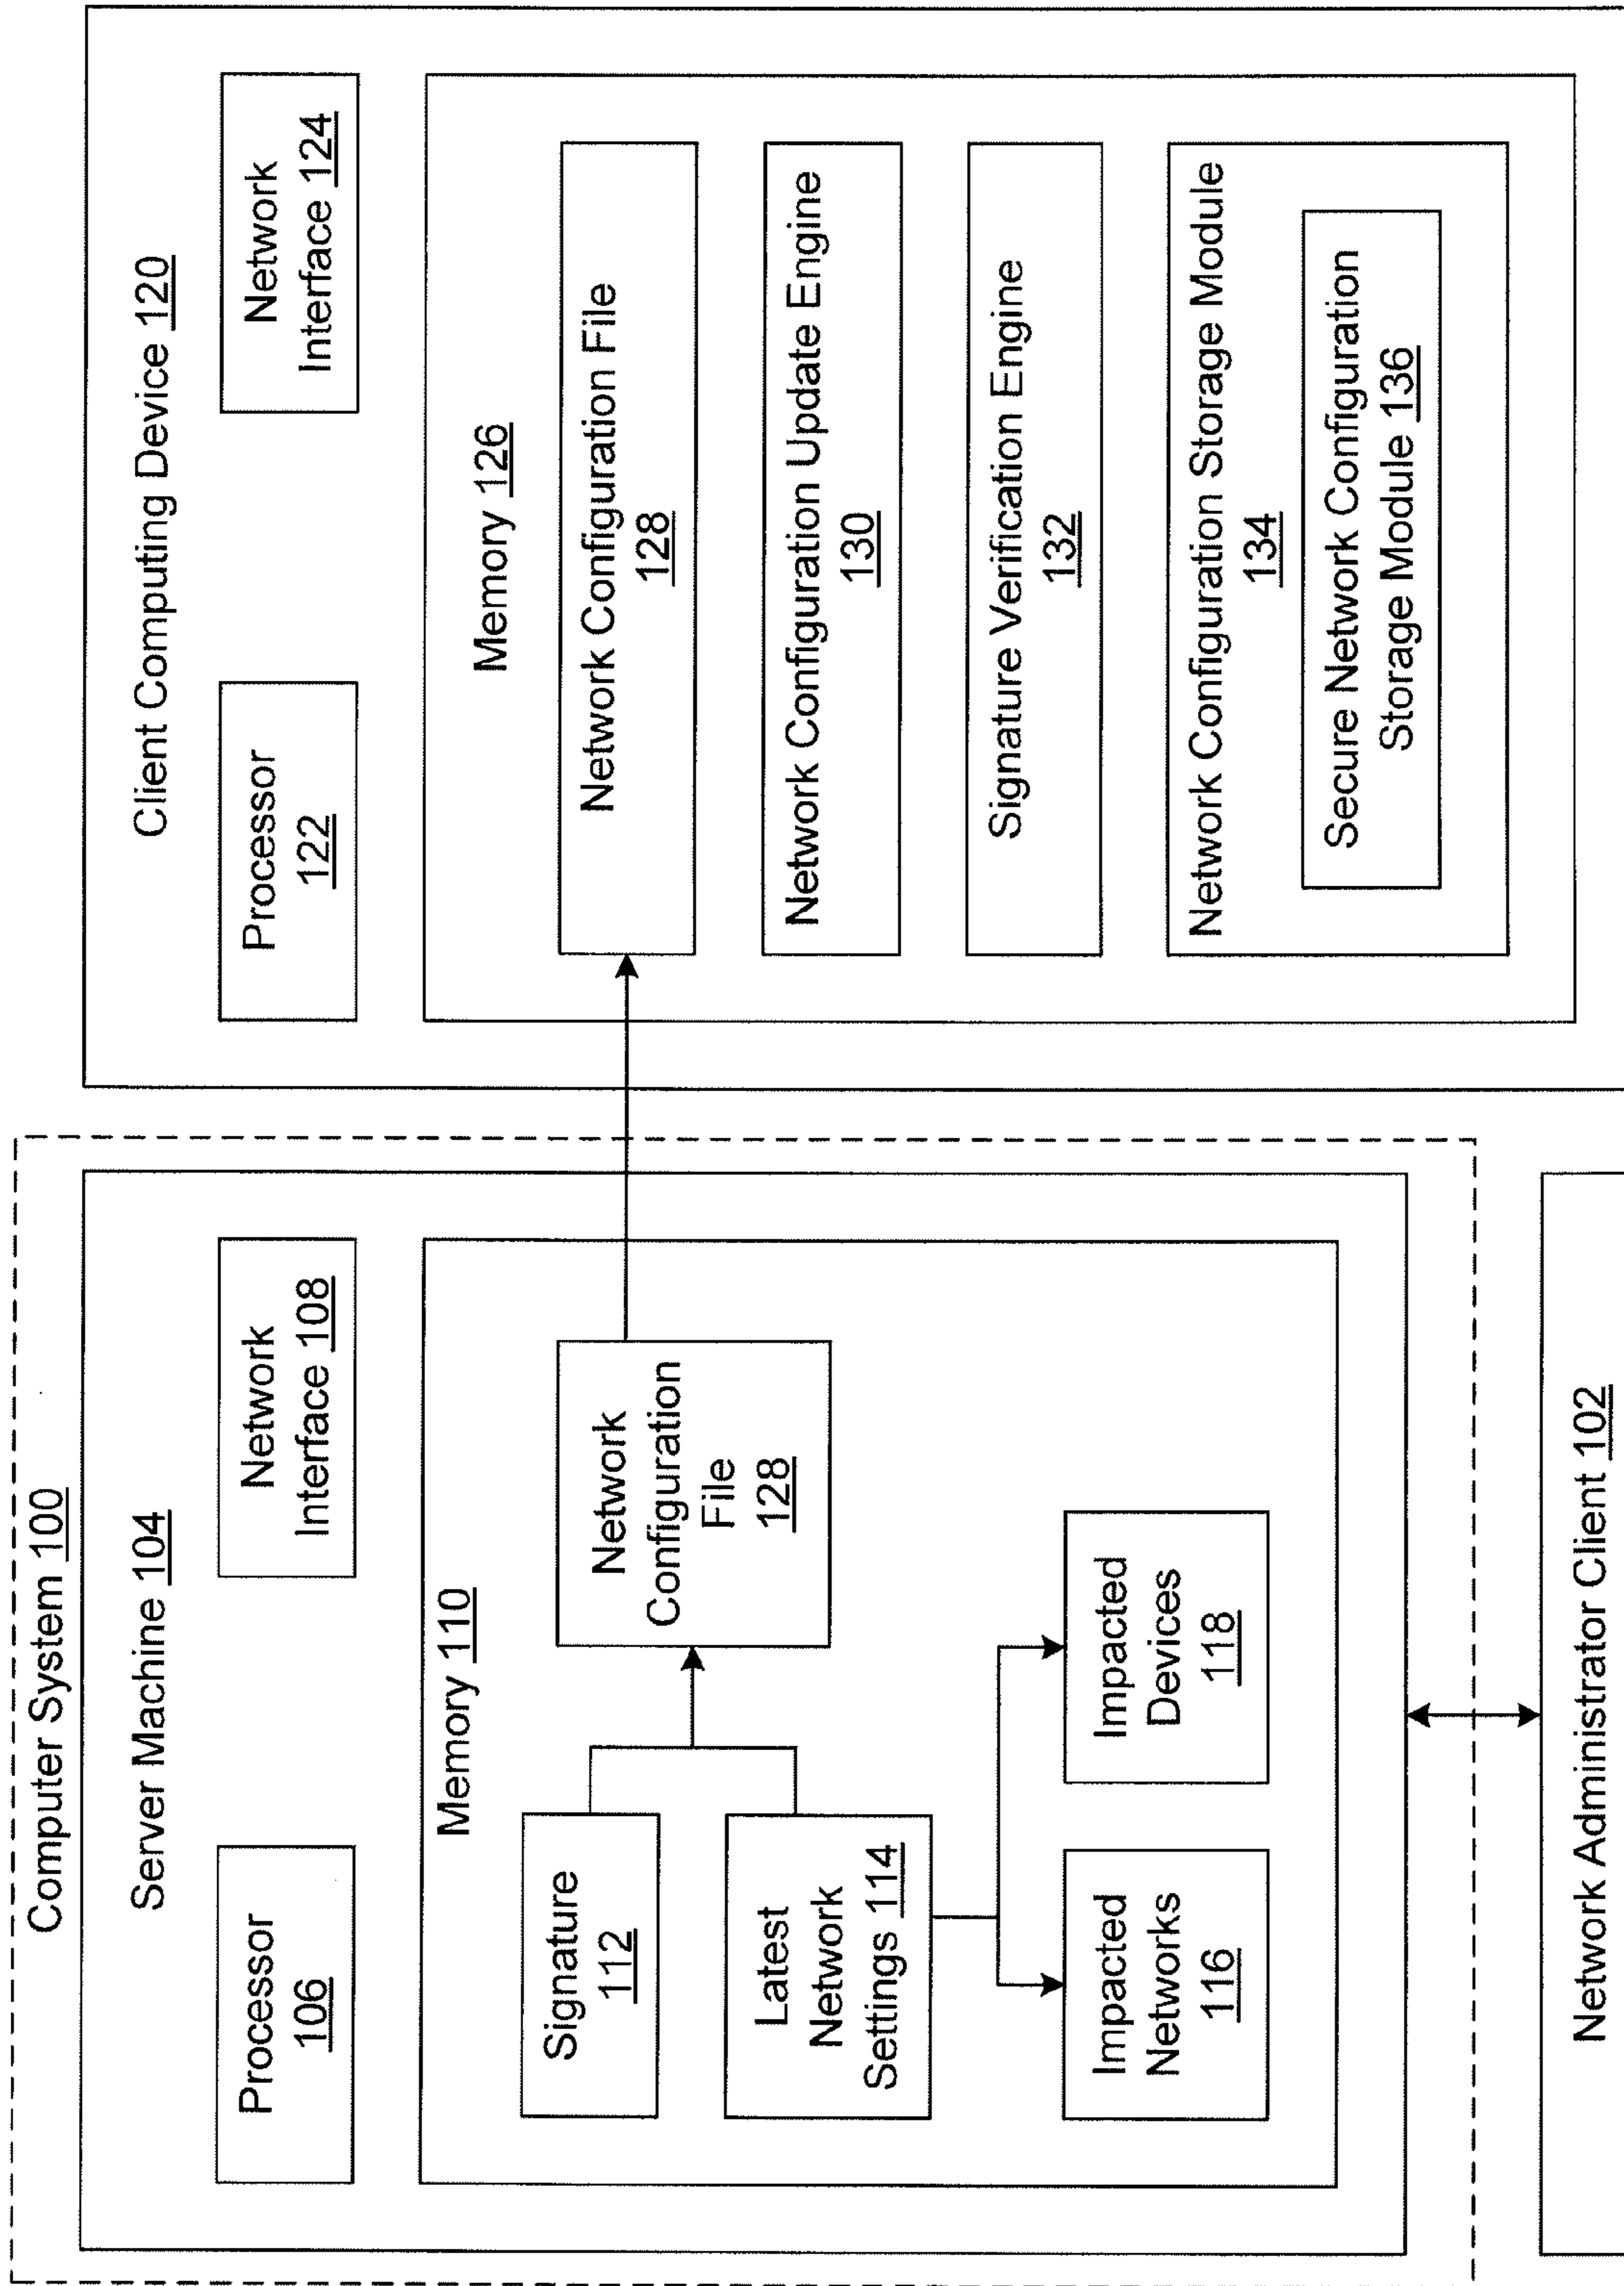 Computer System 100
Server Machine 104
Processor
106
Network
Interface 108
Memory 110
Signature
112
Latest
Network
Settings 114
Network
Configuration
File
128
Impacted
Networks
116
Impacted
Devices
118
Network Administrator Client 102
Client Computing Device 120
Processor
122
Network
Interface 124
Memory 126
Network Configuration File
128
Network Configuration Update Engine
130
Signature Verification Engine
132
Network Configuration Storage Module
134
Secure Network Configuration
Storage Module 136